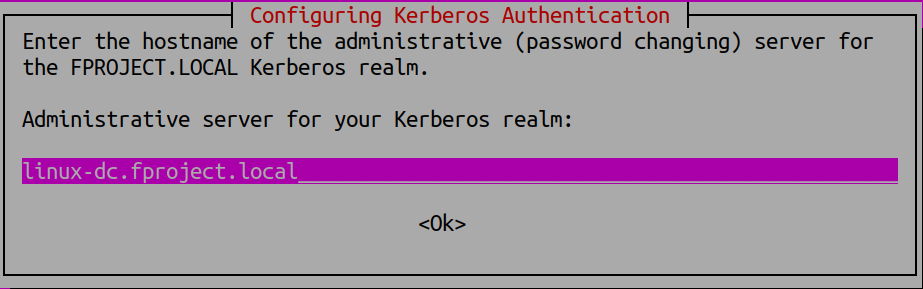 Configuring Kerberos Authentication
Enter the hostname of the administrative (password changing) server for
the FPROJECT.LOCAL Kerberos realm.
Administrative server for your Kerberos realm:
linux-dc.fproject.local
<Ok>